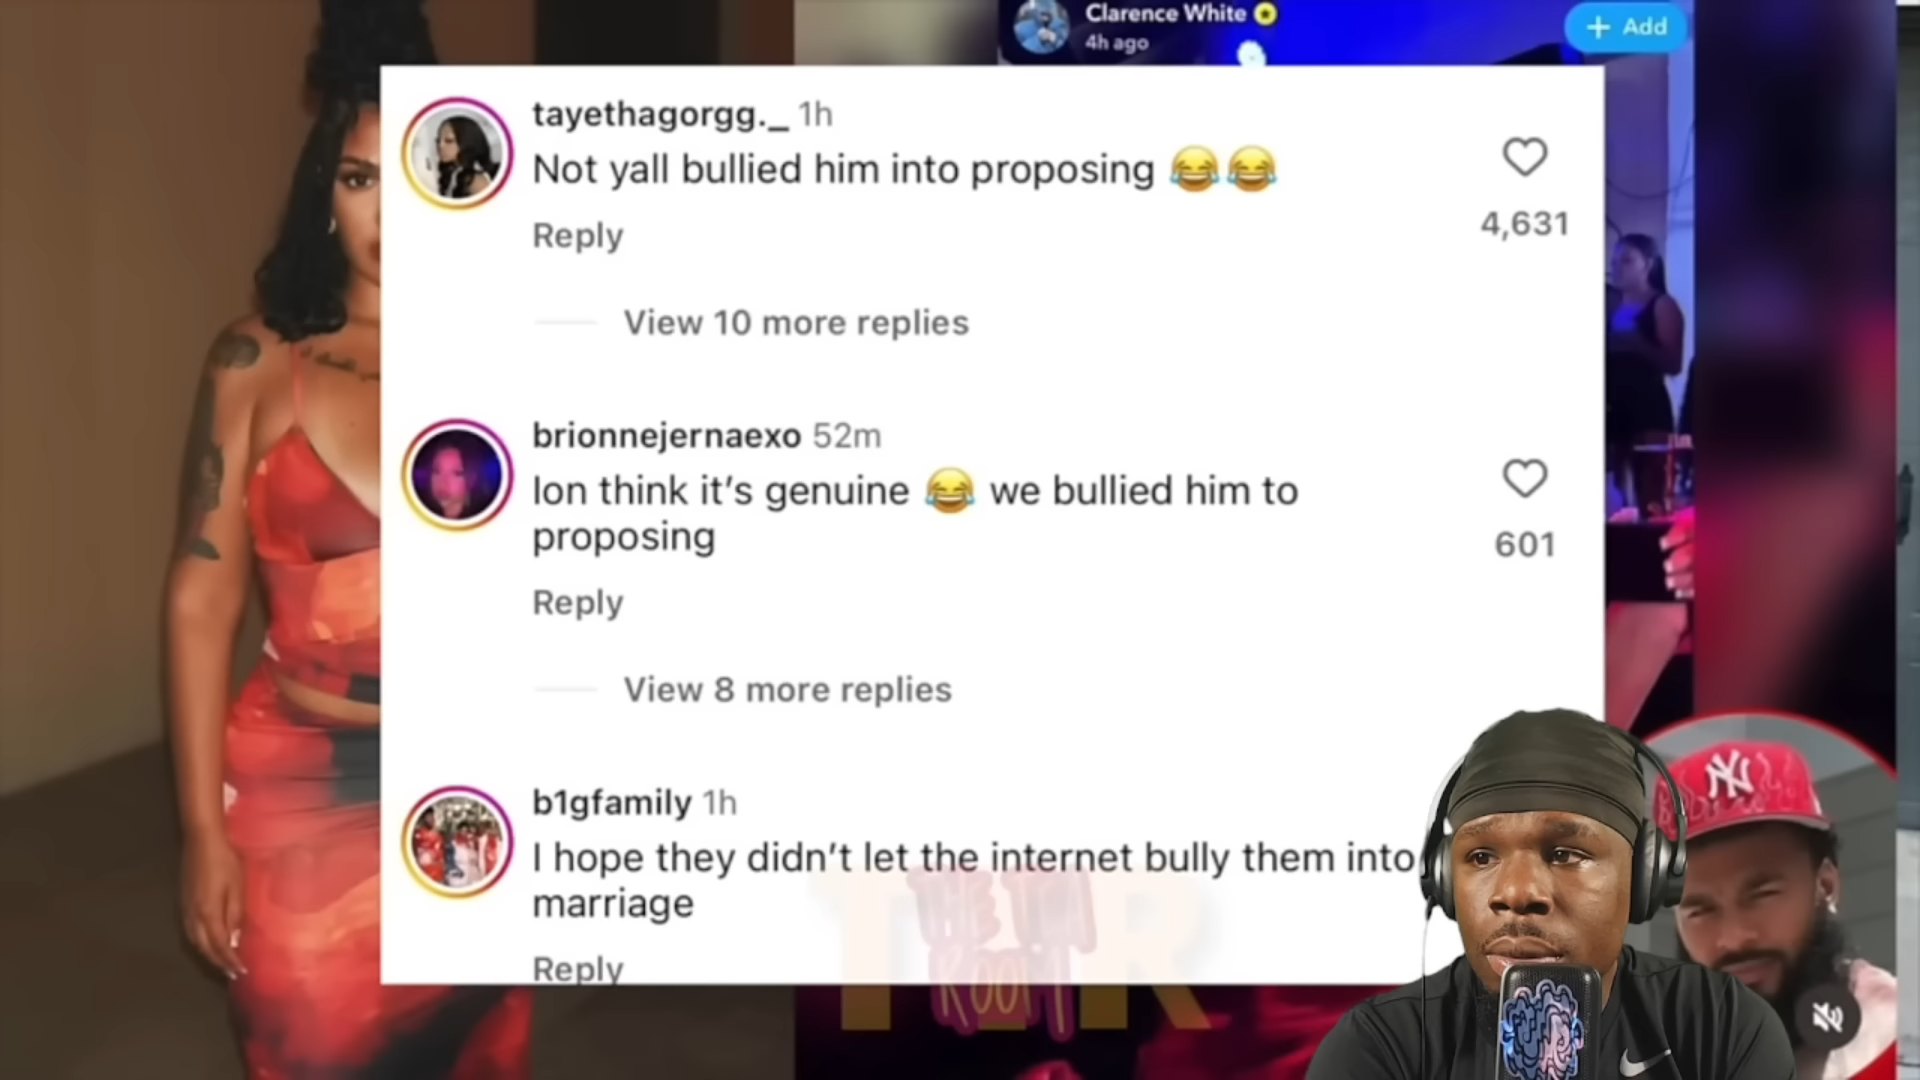 Clarence White
4h ago
+ Add
tayethagorgg._ 1h
Not yall bullied him into proposing 😂😂
4,631
Reply
View 10 more replies
brionnejernaexo 52m
Ion think it’s genuine 😂 we bullied him to
proposing
601
Reply
View 8 more replies
b1gfamily 1h
I hope they didn’t let the internet bully them into
marriage
Reply
NY
T R
ROOM